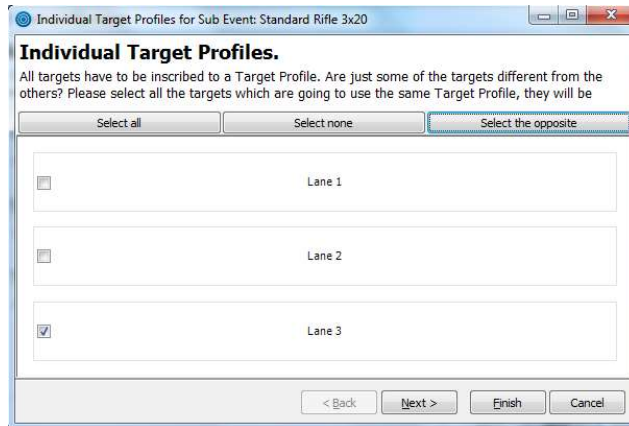 Individual Target Profiles for Sub Event: Standard Rifle 3x20
Individual Target Profiles.
All targets have to be inscribed to a Target Profile. Are just some of the targets different from the
others? Please select all the targets which are going to use the same Target Profile, they will be
Select all Select none Select the opposite
Lane 1
Lane 2
Lane 3
< Back Next > Finish Cancel